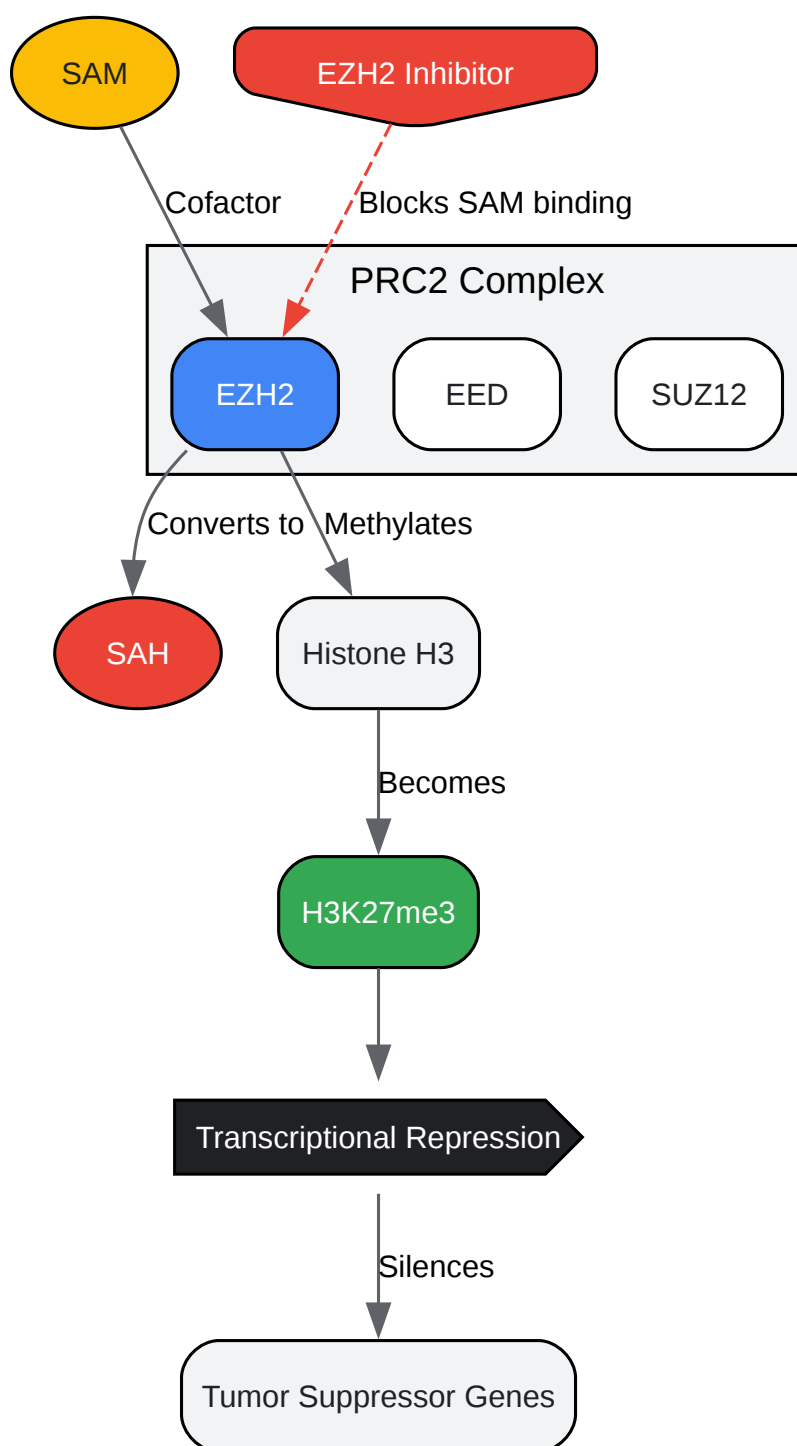 SAM
EZH2 Inhibitor
Cofactor
Blocks SAM binding
PRC2 Complex
EZH2
EED
SUZ12
Converts to
Methylates
SAH
Histone H3
Becomes
H3K27me3
Transcriptional Repression
Silences
Tumor Suppressor Genes